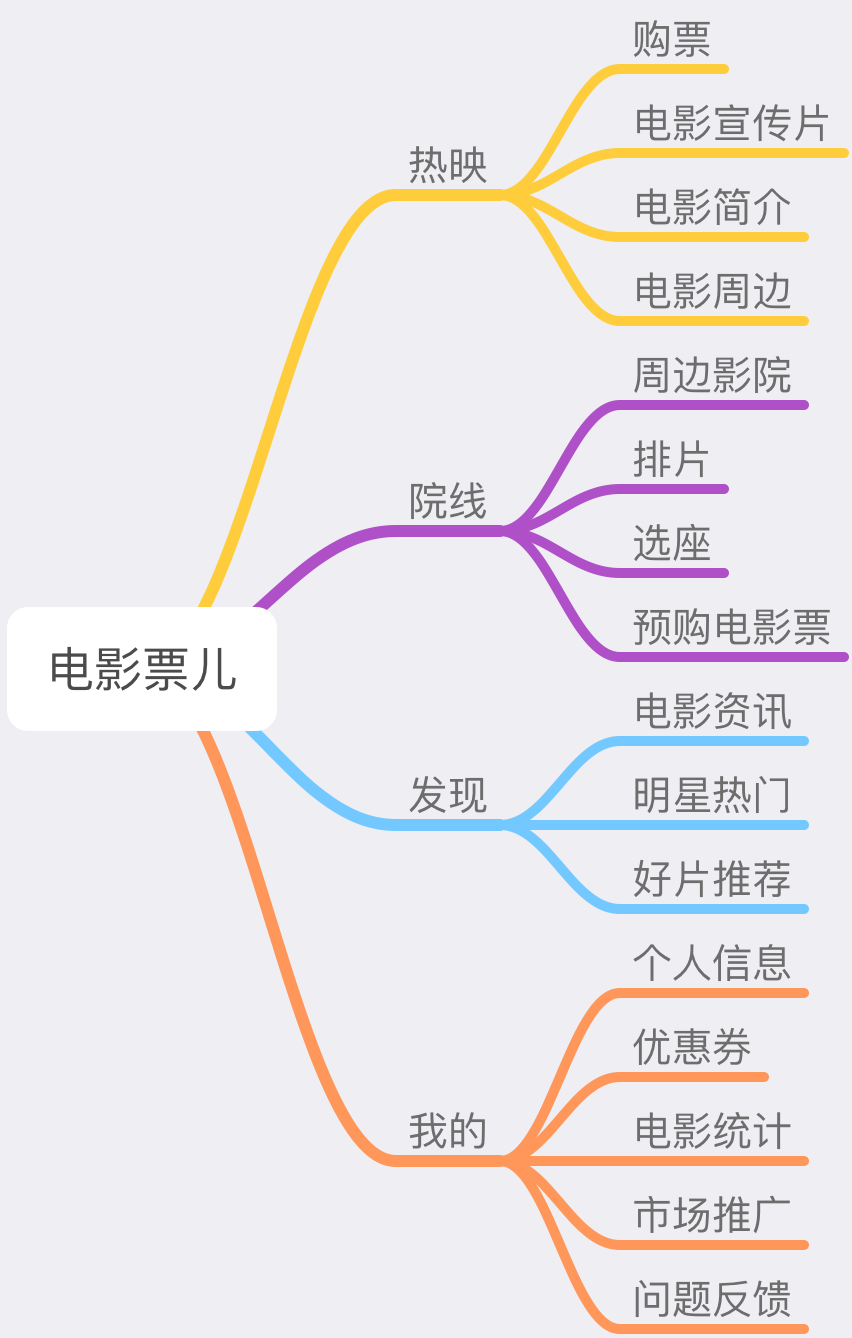 电影票儿
热映
购票
电影宣传片
电影简介
电影周边
院线
周边影院
排片
选座
预购电影票
发现
电影资讯
明星热门
好片推荐
我的
个人信息
优惠券
电影统计
市场推广
问题反馈